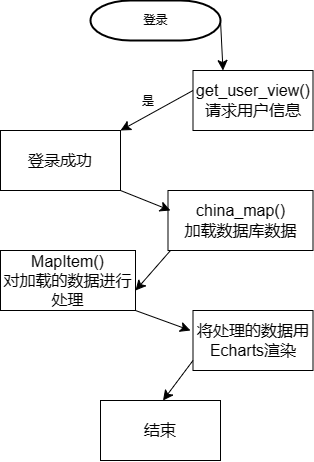 登录
get_user_view()
请求用户信息
是
登录成功
china_map()
加载数据库数据
MapItem()
对加载的数据进行
处理
将处理的数据用
Echarts渲染
结束